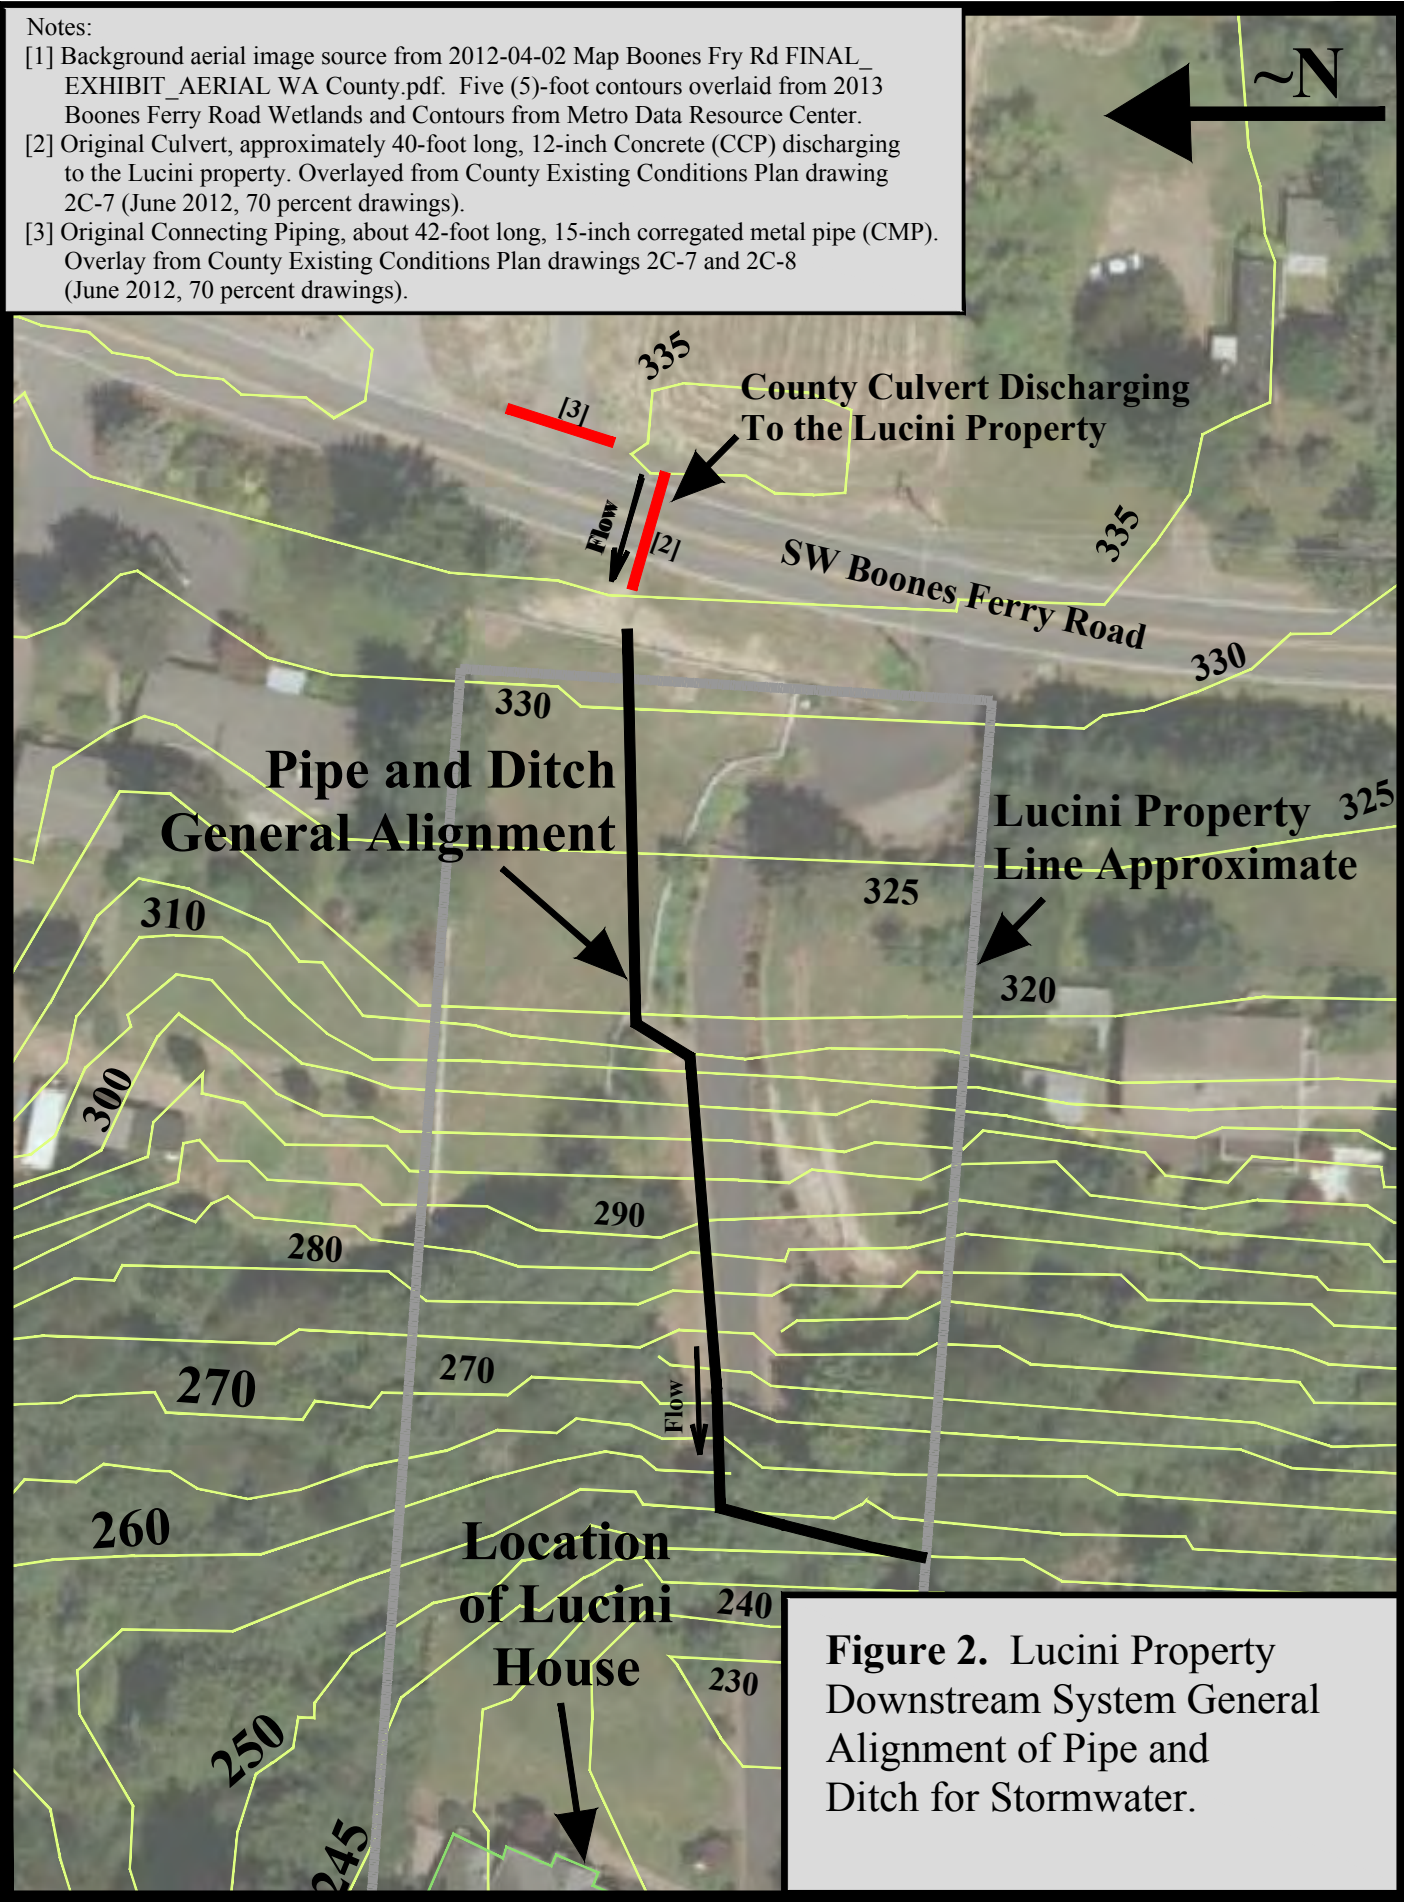 Notes:
[1] Background aerial image source from 2012-04-02 Map Boones Fry Rd FINAL_
EXHIBIT_AERIAL WA County.pdf. Five (5)-foot contours overlaid from 2013
Boones Ferry Road Wetlands and Contours from Metro Data Resource Center.
[2] Original Culvert, approximately 40-foot long, 12-inch Concrete (CCP) discharging
to the Lucini property. Overlayed from County Existing Conditions Plan drawing
2C-7 (June 2012, 70 percent drawings).
[3] Original Connecting Piping, about 42-foot long, 15-inch corregated metal pipe (CMP).
Overlay from County Existing Conditions Plan drawings 2C-7 and 2C-8
(June 2012, 70 percent drawings).
~N
335
County Culvert Discharging
To the Lucini Property
[3]
Flow
[2]
335
SW Boones Ferry Road
330
330
Pipe and Ditch
General Alignment
Lucini Property
Line Approximate
325
325
310
320
300
290
280
270
270
Flow
260
Location
of Lucini
House
240
230
250
245
Figure 2. Lucini Property
Downstream System General
Alignment of Pipe and
Ditch for Stormwater.